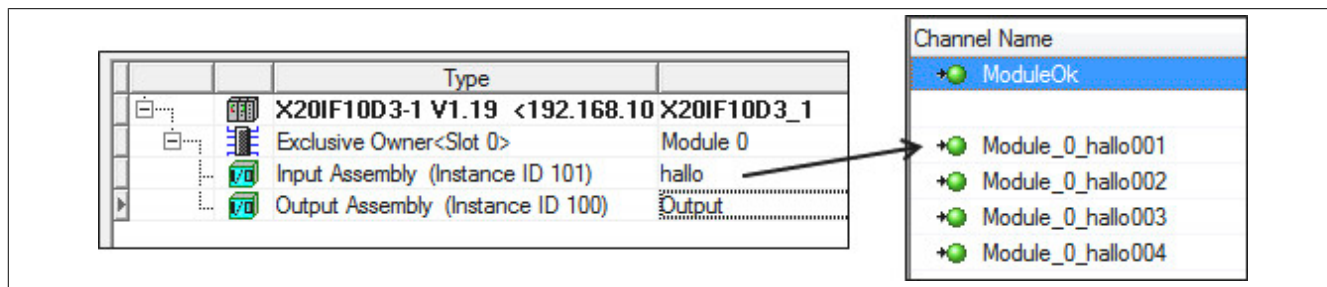 Type
X20IF10D3-1 V1.19 <192.168.10 X20IF10D3_1
Exclusive Owner<Slot 0> Module 0
Input Assembly (Instance ID 101) hallo
Output Assembly (Instance ID 100) Output
Channel Name
ModuleOk
Module_0_hallo001
Module_0_hallo002
Module_0_hallo003
Module_0_hallo004